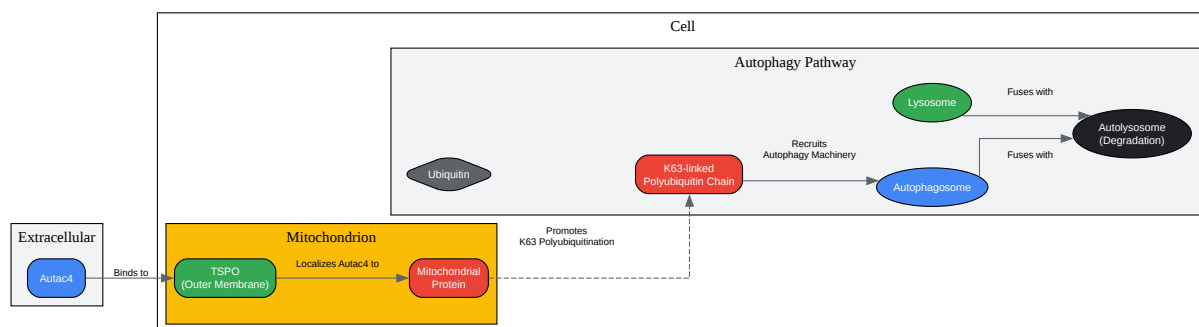 Cell
Autophagy Pathway
Lysosome
Fuses with
Autolysosome
(Degradation)
Recruits
Autophagy Machinery
Fuses with
Ubiquitin
K63-linked
Polyubiquitin Chain
Autophagosome
Extracellular
Mitochondrion
Promotes
K63 Polyubiquitination
Autac4
Binds to
TSPO
(Outer Membrane)
Localizes Autac4 to
Mitochondrial
Protein